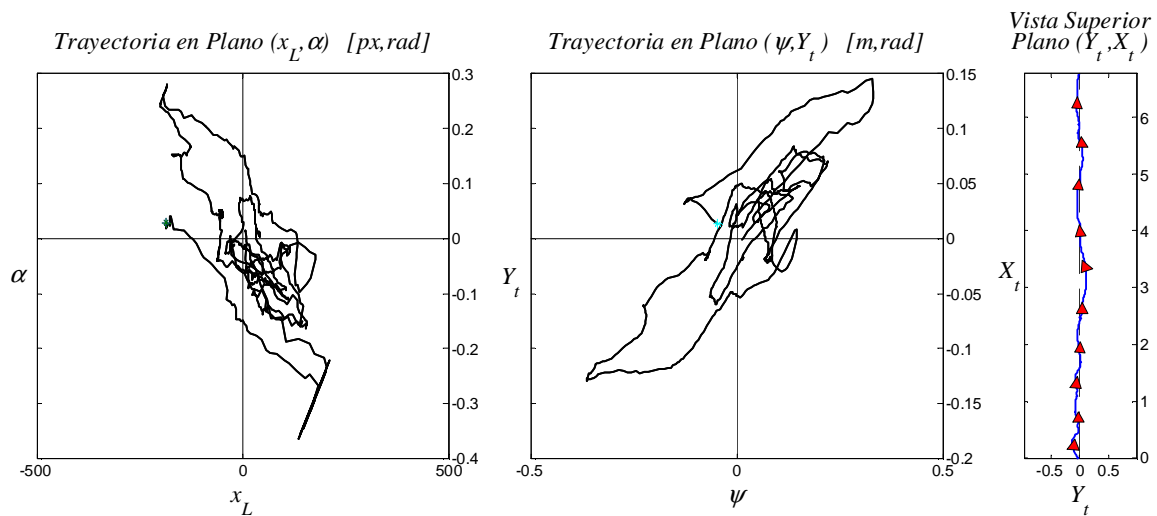 Trayectoria en Plano (x_L,α) [px,rad]
0.3
0.2
0.1
0
-0.1
-0.2
-0.3
-0.4
α
-500 0 500
x_L
Trayectoria en Plano (ψ,Y_t) [m,rad]
0.15
0.1
0.05
0
-0.05
-0.1
-0.15
-0.2
Y_t
-0.5 0 0.5
ψ
Vista Superior
Plano (Y_t,X_t)
6
5
4
3
2
1
0
X_t
-0.5 0 0.5
Y_t